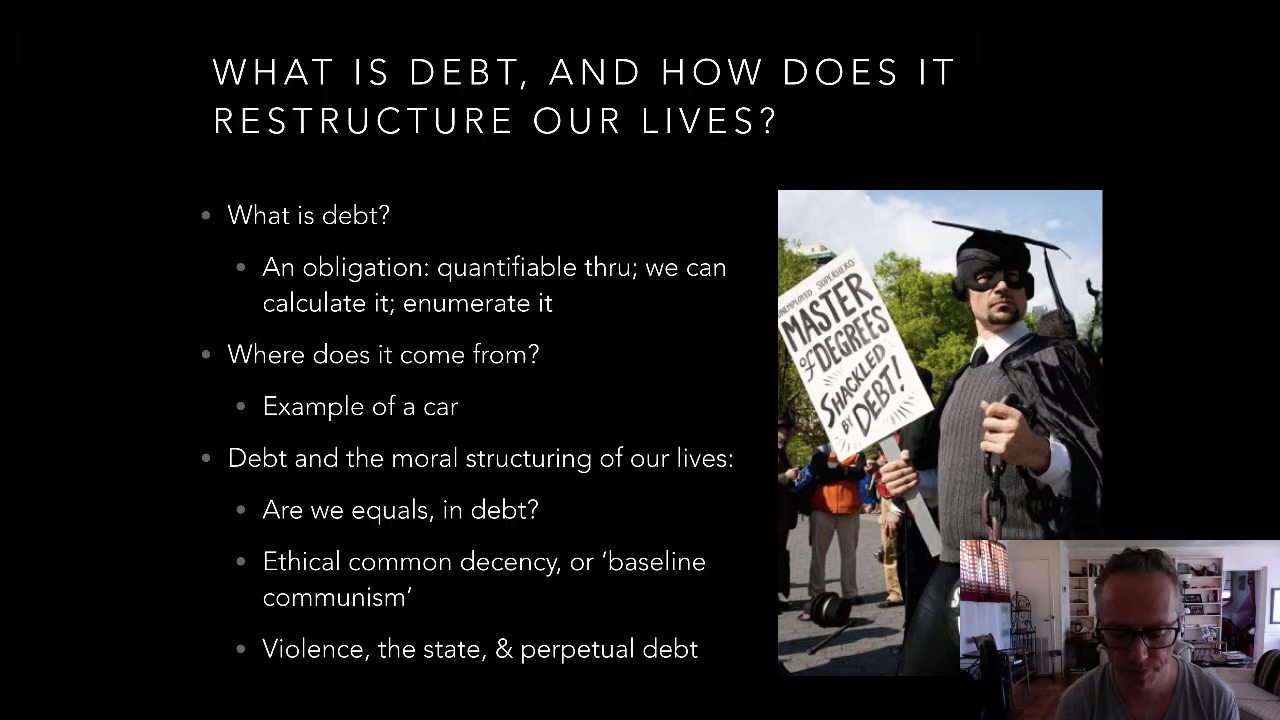 WHAT IS DEBT, AND HOW DOES IT
RESTRUCTURE OUR LIVES?
What is debt?
An obligation: quantifiable thru; we can
calculate it; enumerate it
Where does it come from?
Example of a car
Debt and the moral structuring of our lives:
Are we equals, in debt?
Ethical common decency, or ‘baseline
communism’
Violence, the state, & perpetual debt
UNEMPLOYED SUPERHERO:
MASTER
of DEGREES
SHACKLED
BY DEBT!